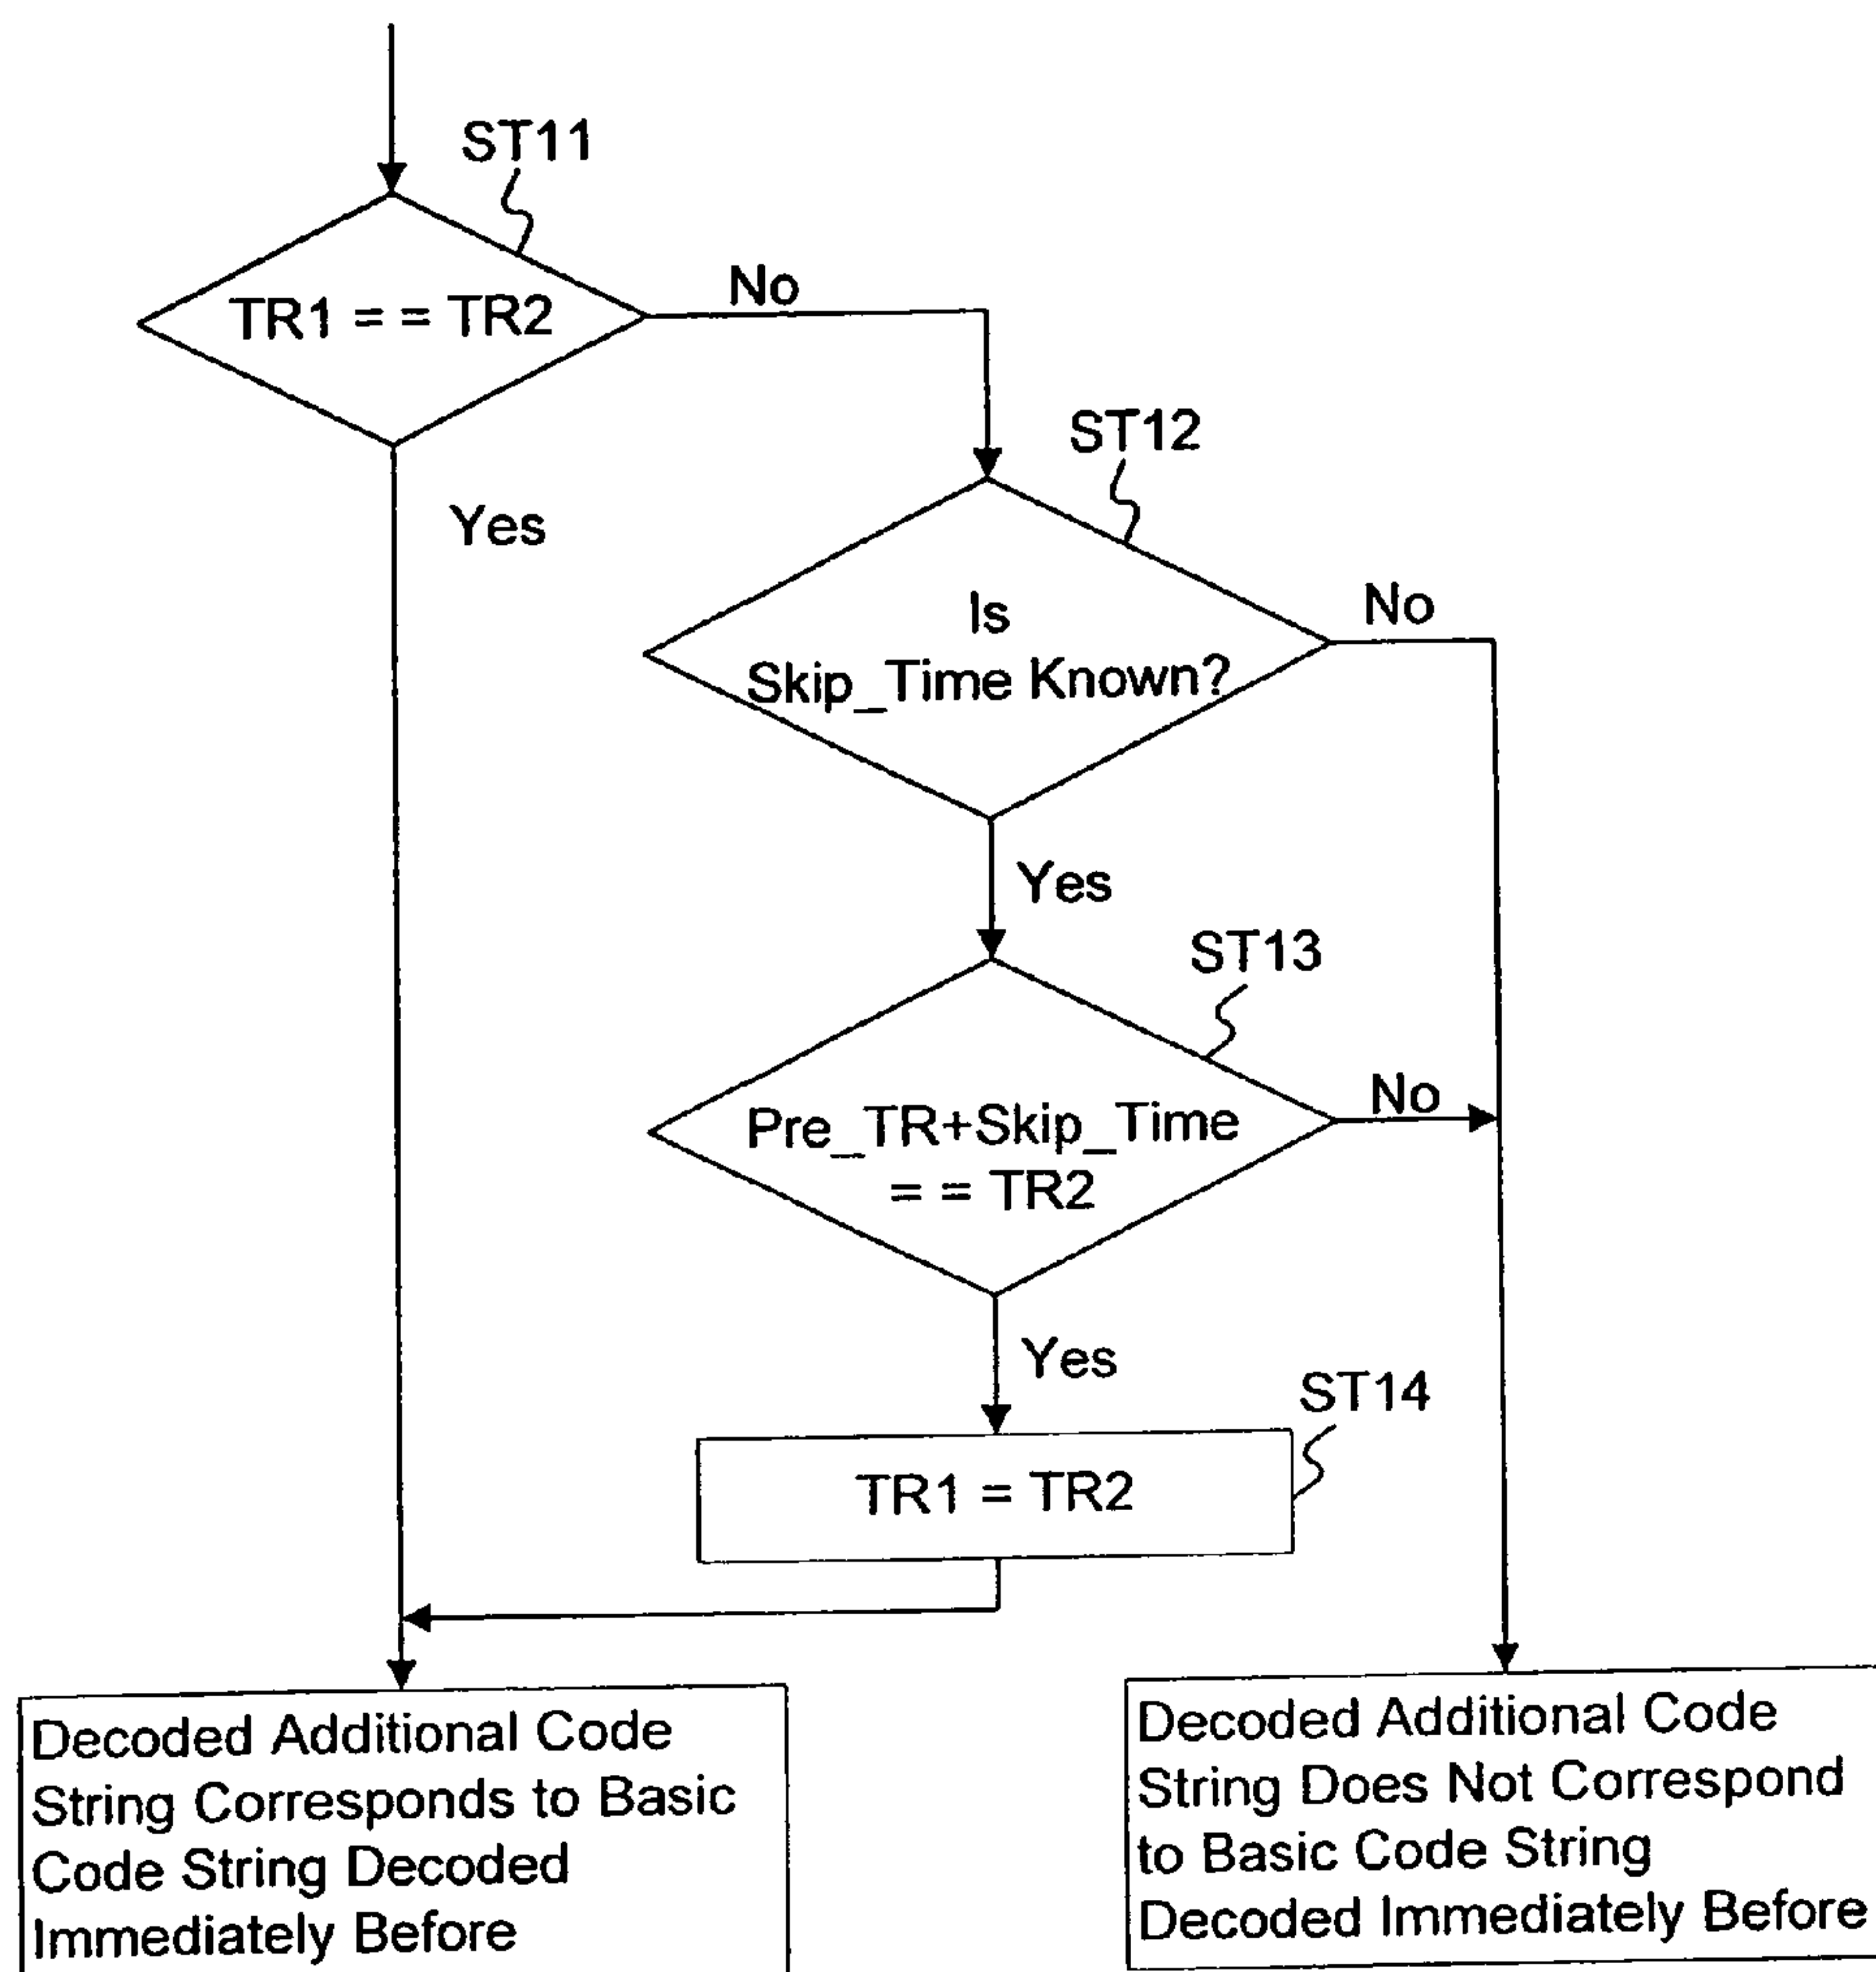 ST11
TR1 = = TR2
No
Yes
ST12
Is
Skip_Time Known?
No
Yes
ST13
Pre_TR+Skip_Time
= = TR2
No
Yes
ST14
TR1 = TR2
Decoded Additional Code
String Corresponds to Basic
Code String Decoded
Immediately Before
Decoded Additional Code
String Does Not Correspond
to Basic Code String
Decoded Immediately Before